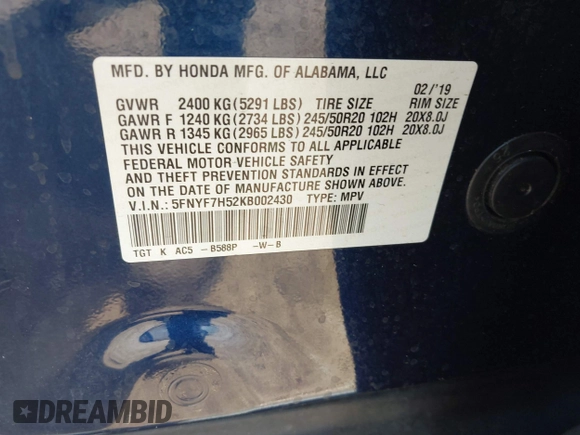 MFD. BY HONDA MFG. OF ALABAMA, LLC
02/'19
GVWR 2400 KG(5291 LBS) TIRE SIZE RIM SIZE
GAWR F 1240 KG(2734 LBS) 245/50R20 102H 20X8.0J
GAWR R 1345 KG(2965 LBS) 245/50R20 102H 20X8.0J
THIS VEHICLE CONFORMS TO ALL APPLICABLE
FEDERAL MOTOR VEHICLE SAFETY
AND THEFT PREVENTION STANDARDS IN EFFECT
ON THE DATE OF MANUFACTURE SHOWN ABOVE.
V.I.N.: 5FNYF7H52KB002430 TYPE: MPV
TGT K AC5 -B588P -W-B
DREAMBID